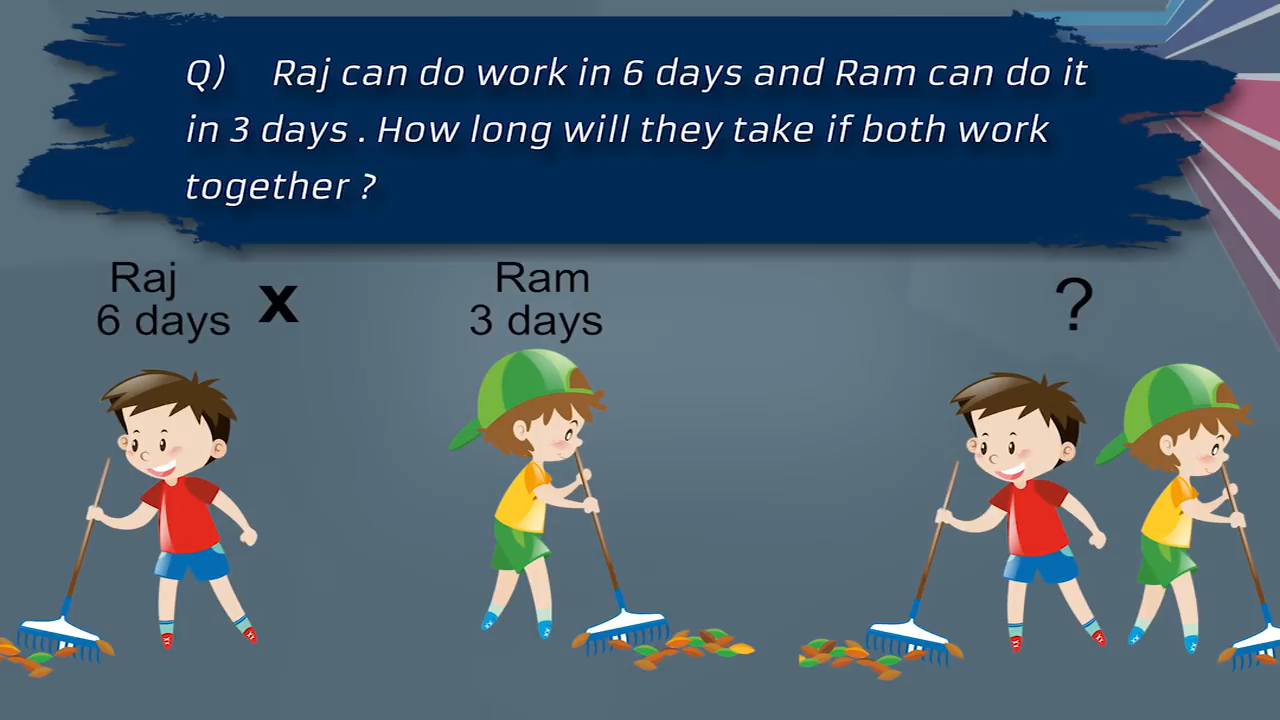 Q) Raj can do work in 6 days and Ram can do it
in 3 days . How long will they take if both work
together ?
Raj
6 days
x
Ram
3 days
?